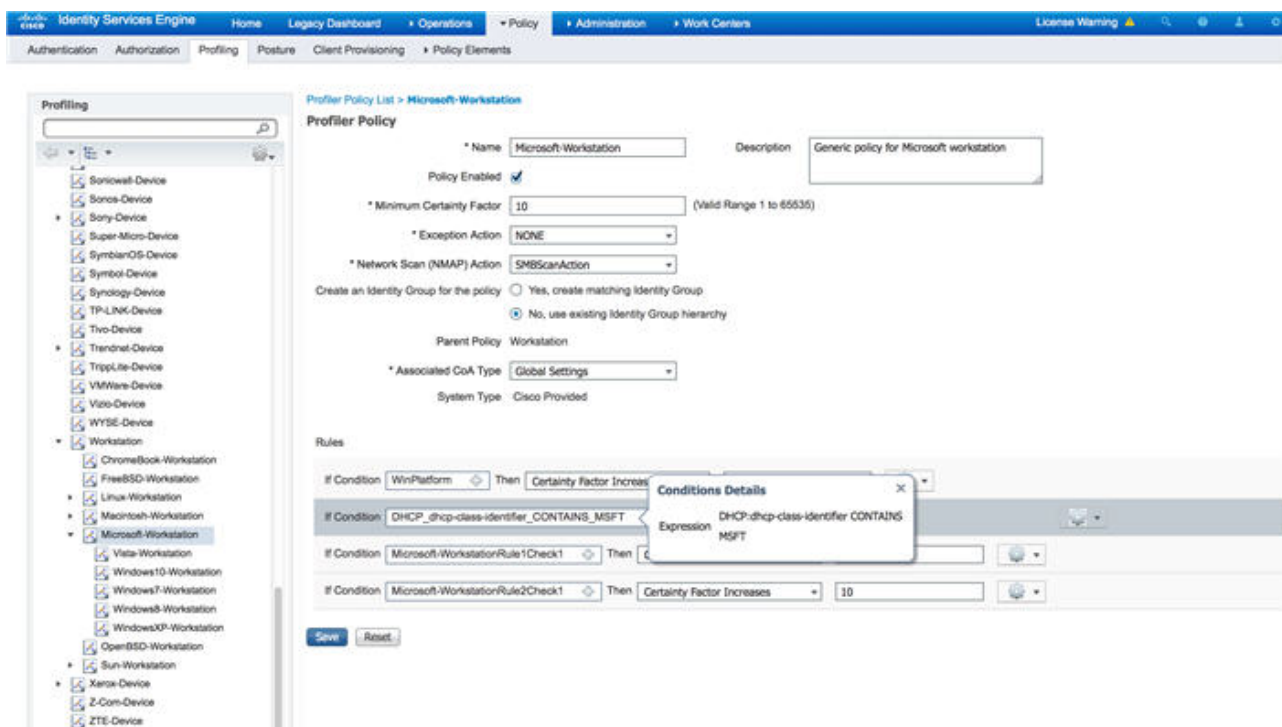 cisco Identity Services Engine Home Legacy Dashboard Operations Policy Administration Work Centers License Warning
Authentication Authorization Profiling Posture Client Provisioning Policy Elements
Profiling
Soniowall-Device
Sonos-Device
Sony-Device
Super-Micro-Device
SymbianOS-Device
Symbol-Device
Synology-Device
TP-LINK-Device
Tivo-Device
Trendnet-Device
TrippLite-Device
VMWare-Device
Vizio-Device
WYSE-Device
Workstation
ChromeBook-Workstation
FreeBSD-Workstation
Linux-Workstation
Macintosh-Workstation
Microsoft-Workstation
Vista-Workstation
Windows10-Workstation
Windows7-Workstation
Windows8-Workstation
WindowsXP-Workstation
OpenBSD-Workstation
Sun-Workstation
Xerox-Device
Z-Com-Device
ZTE-Device
Profiler Policy List > Microsoft-Workstation
Profiler Policy
* Name Microsoft-Workstation Description Generic policy for Microsoft workstation
Policy Enabled
* Minimum Certainty Factor 10 (Valid Range 1 to 65535)
* Exception Action NONE
* Network Scan (NMAP) Action SMBScanAction
Create an Identity Group for the policy Yes, create matching Identity Group
No, use existing Identity Group hierarchy
Parent Policy Workstation
* Associated CoA Type Global Settings
System Type Cisco Provided
Rules
If Condition WinPlatform Then Certainty Factor Increas
If Condition DHCP_dhcp-class-identifier_CONTAINS_MSFT
Conditions Details
Expression DHCP:dhcp-class-identifier CONTAINS
MSFT
If Condition Microsoft-WorkstationRule1Check1 Then
If Condition Microsoft-WorkstationRule2Check1 Then Certainty Factor Increases 10
Save Reset